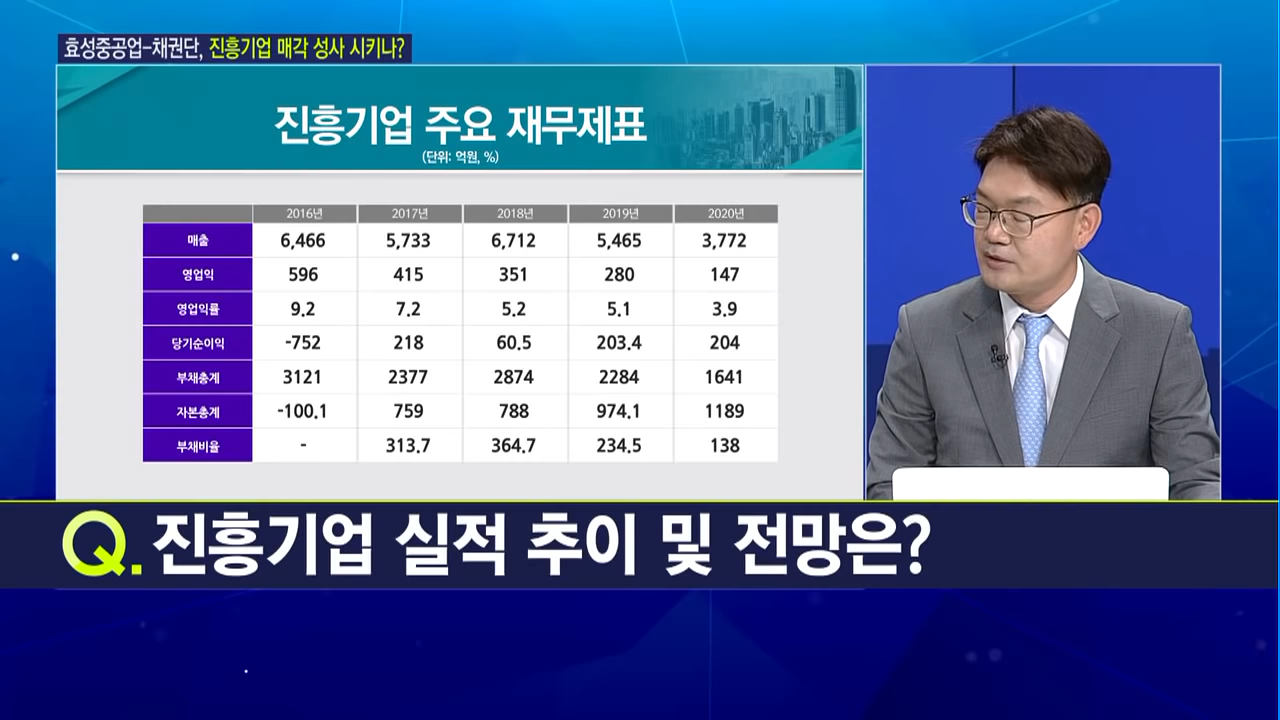 효성중공업-채권단, 진흥기업 매각 성사 시키나?
진흥기업 주요 재무제표
(단위: 억원, %)
2016년 2017년 2018년 2019년 2020년
매출 6,466 5,733 6,712 5,465 3,772
영업익 596 415 351 280 147
영업익률 9.2 7.2 5.2 5.1 3.9
당기순이익 -752 218 60.5 203.4 204
부채총계 3121 2377 2874 2284 1641
자본총계 -100.1 759 788 974.1 1189
부채비율 - 313.7 364.7 234.5 138
Q. 진흥기업 실적 추이 및 전망은?